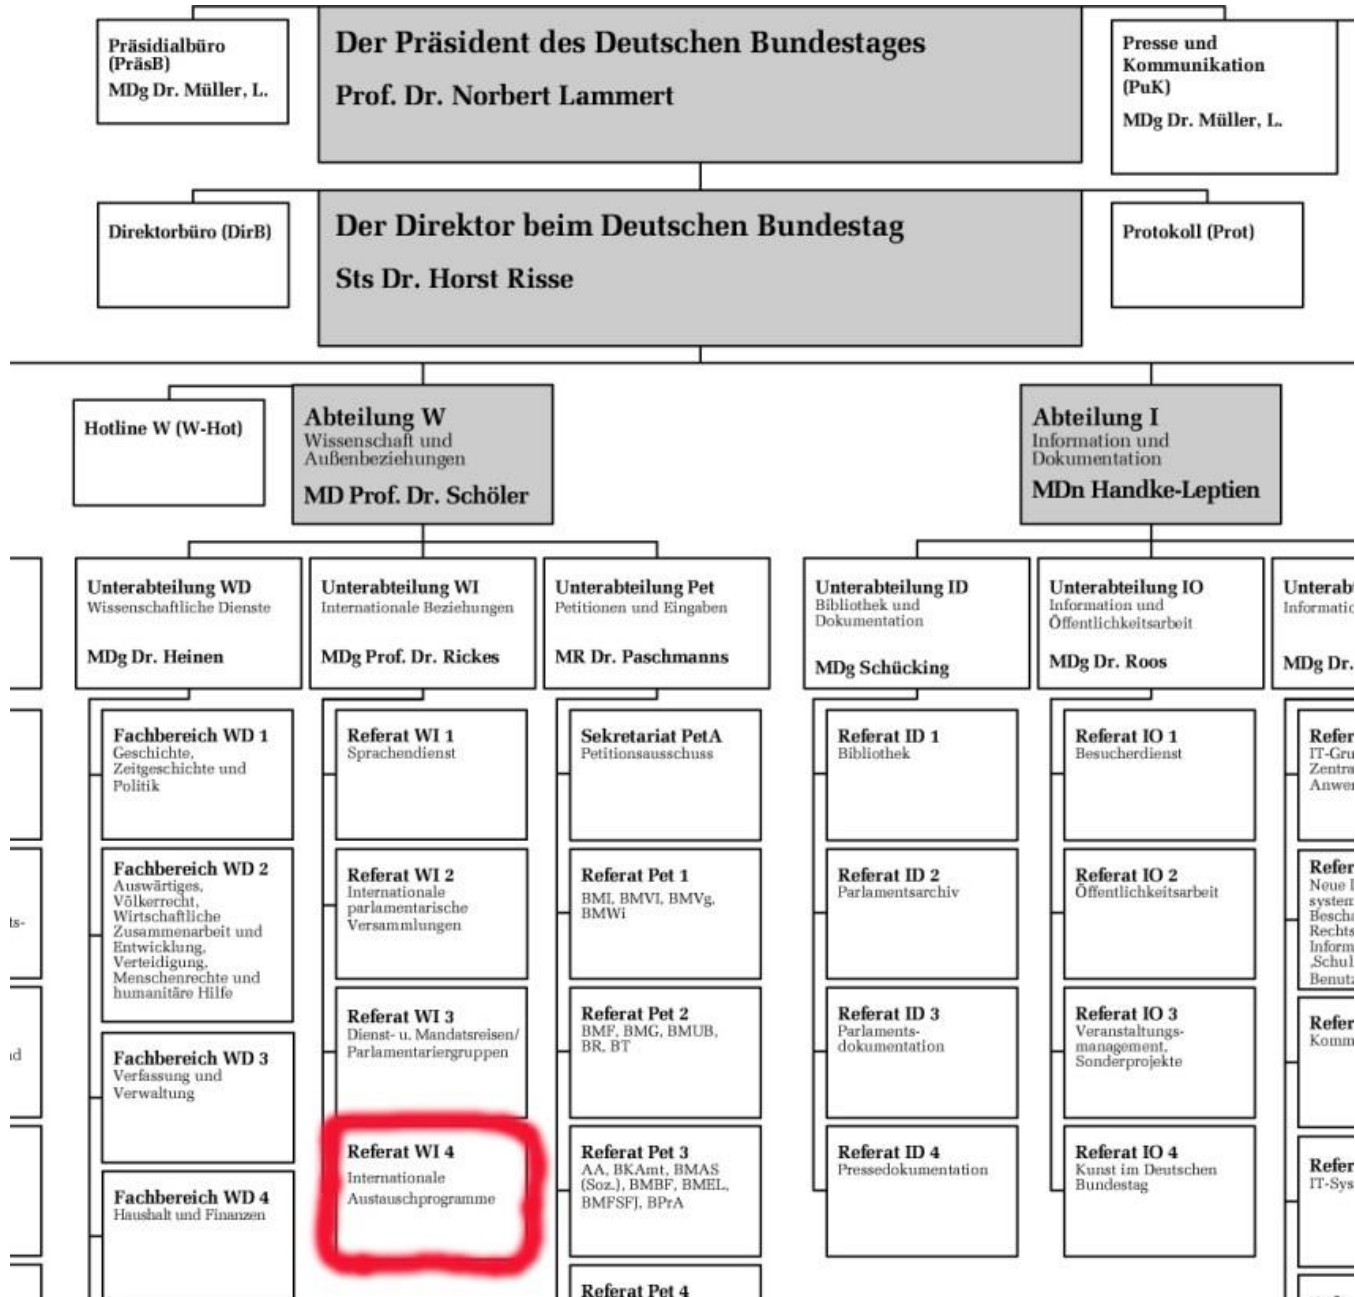 Präsidialbüro
(PräsB)
MDg Dr. Müller, L.
Der Präsident des Deutschen Bundestages
Prof. Dr. Norbert Lammert
Presse und
Kommunikation
(PuK)
MDg Dr. Müller, L.
Direktorbüro (DirB)
Der Direktor beim Deutschen Bundestag
Sts Dr. Horst Risse
Protokoll (Prot)
Hotline W (W-Hot)
Abteilung W
Wissenschaft und
Außenbeziehungen
MD Prof. Dr. Schöler
Abteilung I
Information und
Dokumentation
MDn Handke-Leptien
Unterabteilung WD
Wissenschaftliche Dienste
MDg Dr. Heinen
Unterabteilung WI
Internationale Beziehungen
MDg Prof. Dr. Rickes
Unterabteilung Pet
Petitionen und Eingaben
MR Dr. Paschmanns
Unterabteilung ID
Bibliothek und
Dokumentation
MDg Schücking
Unterabteilung IO
Information und
Öffentlichkeitsarbeit
MDg Dr. Roos
MDg Dr.
Fachbereich WD 1
Geschichte,
Zeitgeschichte und
Politik
Fachbereich WD 2
Auswärtiges,
Völkerrecht,
Wirtschaftliche
Zusammenarbeit und
Entwicklung,
Verteidigung,
Menschenrechte und
humanitäre Hilfe
Fachbereich WD 3
Verfassung und
Verwaltung
Fachbereich WD 4
Haushalt und Finanzen
Referat WI 1
Sprachendienst
Referat WI 2
Internationale
parlamentarische
Versammlungen
Referat WI 3
Dienst- u. Mandatsreisen/
Parlamentariergruppen
Referat WI 4
Internationale
Austauschprogramme
Sekretariat PetA
Petitionsausschuss
Referat Pet 1
BMI, BMVI, BMVg,
BMWi
Referat Pet 2
BMF, BMG, BMUB,
BR, BT
Referat Pet 3
AA, BKAmt, BMAS
(Soz.), BMBF, BMEL,
BMFSFJ, BPrA
Referat Pet 4
Referat ID 1
Bibliothek
Referat ID 2
Parlamentsarchiv
Referat ID 3
Parlaments-
dokumentation
Referat ID 4
Pressedokumentation
Referat IO 1
Besucherdienst
Referat IO 2
Öffentlichkeitsarbeit
Referat IO 3
Veranstaltungs-
management,
Sonderprojekte
Referat IO 4
Kunst im Deutschen
Bundestag